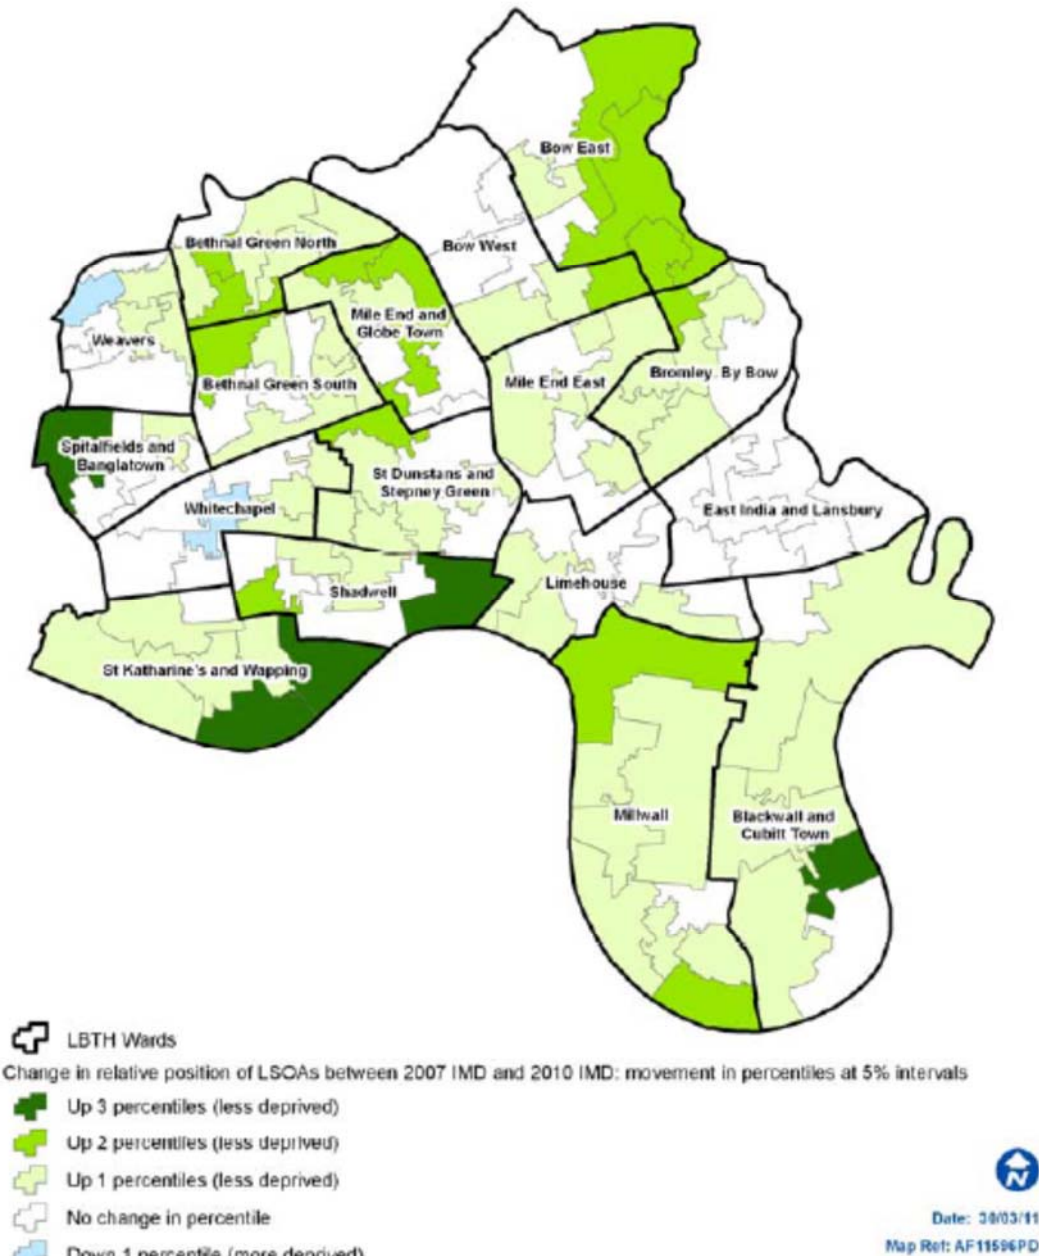 Bow East
Bethnal Green North
Bow West
Mile End and
Globe Town
Weavers
Bethnal Green South
Mile End East
Bromley. By Bow
Spitalfields and
Banglatown
St Dunstans and
Stepney Green
Whitechapel
East India and Lansbury
Limehouse
Shadwell
St Katharine's and Wapping
Millwall
Blackwall and
Cubitt Town
LBTH Wards
Change in relative position of LSOAs between 2007 IMD and 2010 IMD: movement in percentiles at 5% intervals
Up 3 percentiles (less deprived)
Up 2 percentiles (less deprived)
Up 1 percentiles (less deprived)
No change in percentile
Down 1 percentile (more deprived)
N
Date: 30/03/11
Map Ref: AF11596PD